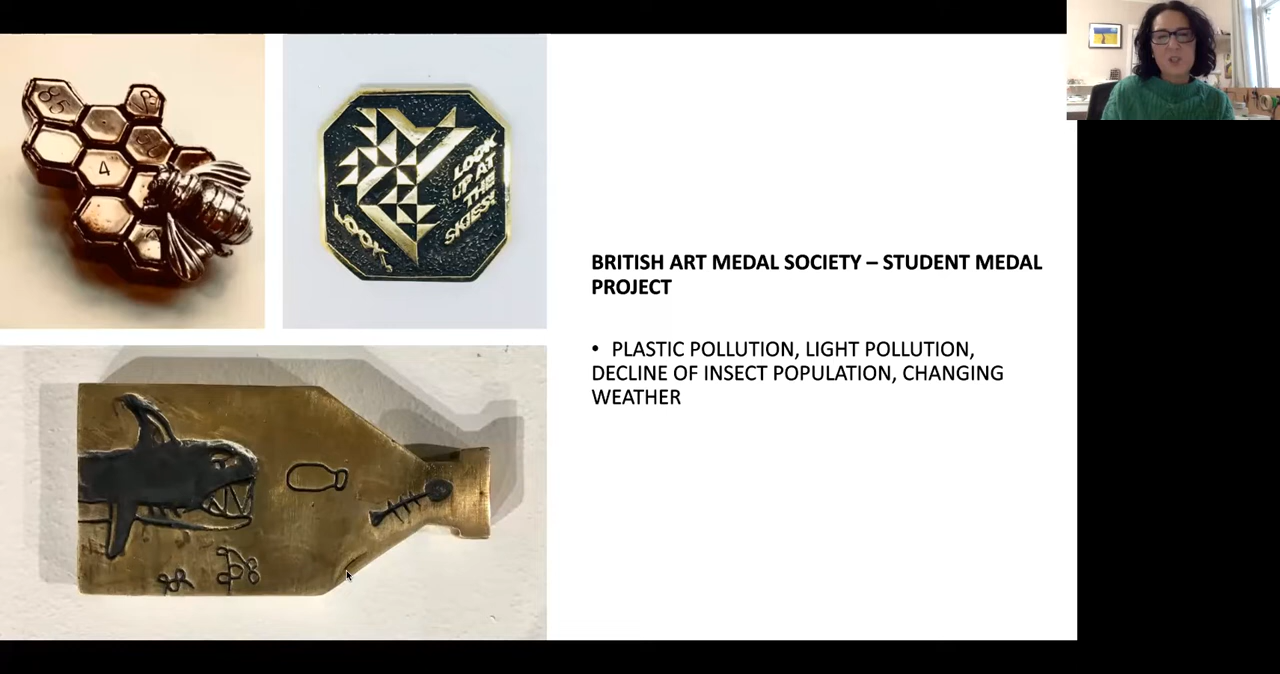 85
4
LOOK
UP AT
THE
SKIES!
LOOK.
BRITISH ART MEDAL SOCIETY – STUDENT MEDAL
PROJECT
• PLASTIC POLLUTION, LIGHT POLLUTION,
DECLINE OF INSECT POPULATION, CHANGING
WEATHER